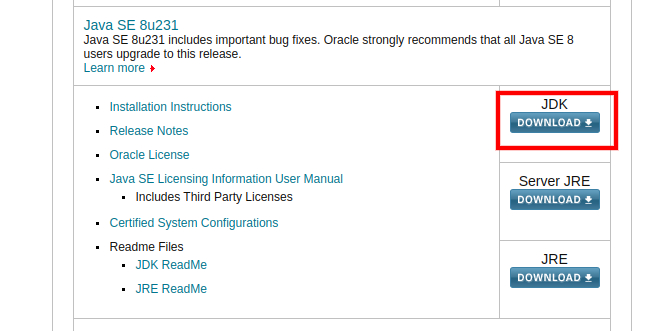 Java SE 8u231
Java SE 8u231 includes important bug fixes. Oracle strongly recommends that all Java SE 8
users upgrade to this release.
Learn more
Installation Instructions
Release Notes
Oracle License
Java SE Licensing Information User Manual
Includes Third Party Licenses
Certified System Configurations
Readme Files
JDK ReadMe
JRE ReadMe
JDK
DOWNLOAD
Server JRE
DOWNLOAD
JRE
DOWNLOAD